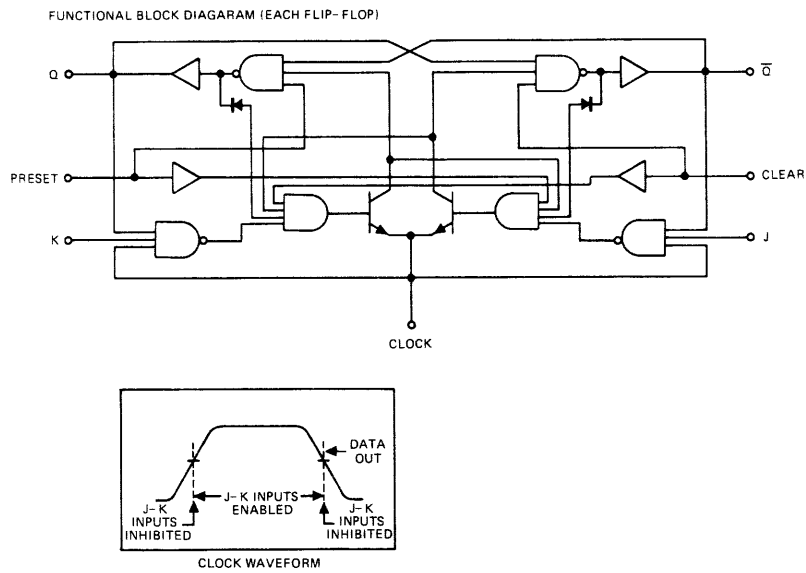 FUNCTIONAL BLOCK DIAGARAM (EACH FLIP-FLOP)
Q
Q̅
PRESET
CLEAR
K
J
CLOCK
DATA
OUT
J-K INPUTS
ENABLED
J-K
INPUTS
INHIBITED
J-K
INPUTS
INHIBITED
CLOCK WAVEFORM